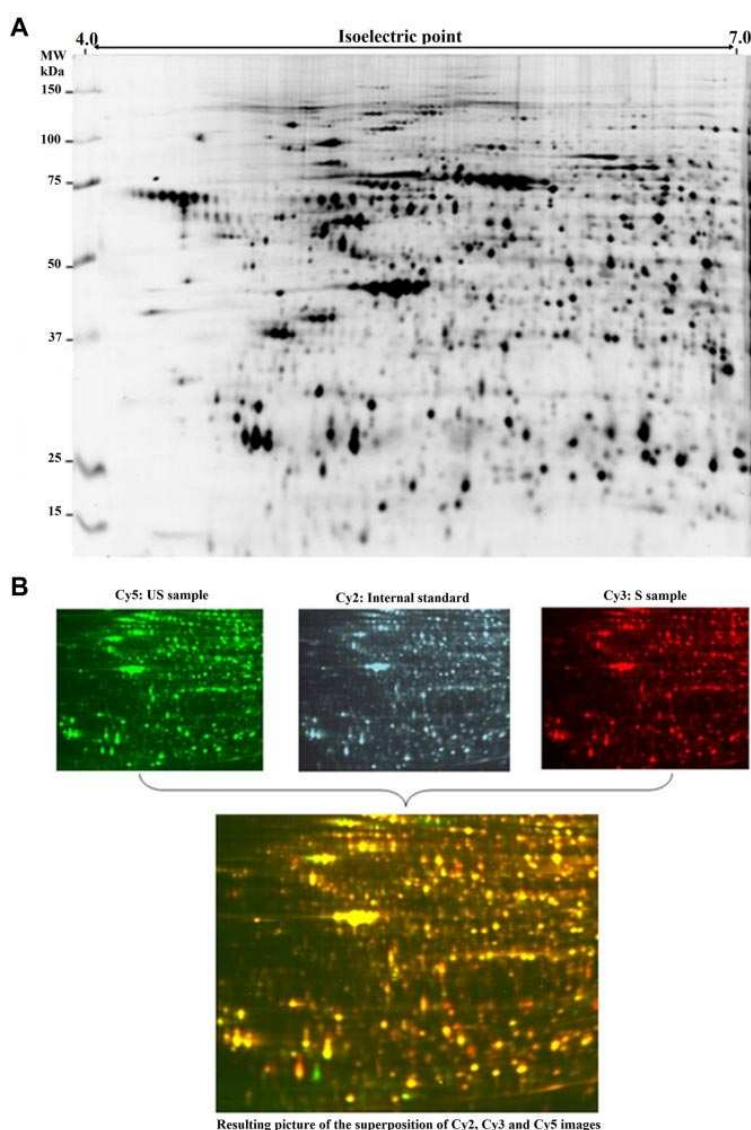 A
4.0
Isoelectric point
7.0
MW
kDa
150
100
75
50
37
25
15
B
Cy5: US sample
Cy2: Internal standard
Cy3: S sample
Resulting picture of the superposition of Cy2, Cy3 and Cy5 images